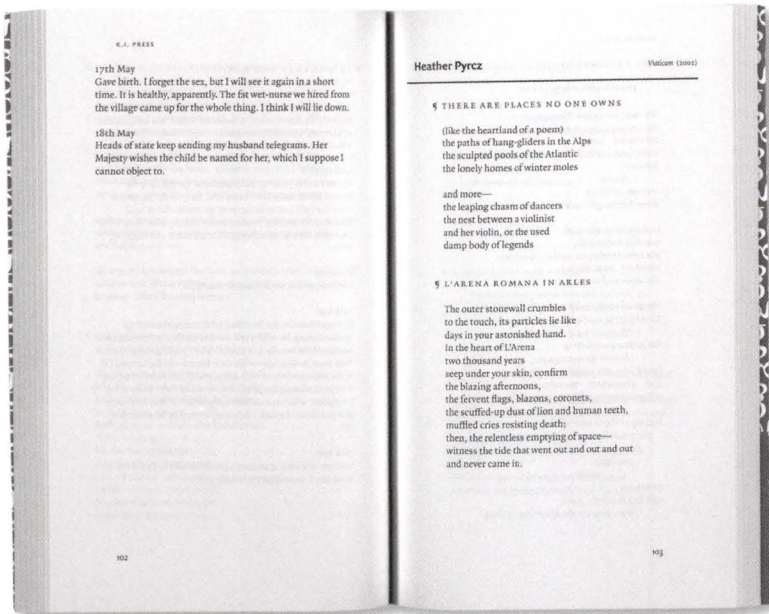 K.I. PRESS
17th May
Gave birth. I forget the sex, but I will see it again in a short
time. It is healthy, apparently. The fat wet-nurse we hired from
the village came up for the whole thing. I think I will lie down.
18th May
Heads of state keep sending my husband telegrams. Her
Majesty wishes the child be named for her, which I suppose I
cannot object to.
102
Heather Pyrcz
Viaticum (2002)
¶ THERE ARE PLACES NO ONE OWNS
(like the heartland of a poem)
the paths of hang-gliders in the Alps
the sculpted pools of the Atlantic
the lonely homes of winter moles
and more—
the leaping chasm of dancers
the nest between a violinist
and her violin, or the used
damp body of legends
¶ L'ARENA ROMANA IN ARLES
The outer stonewall crumbles
to the touch, its particles lie like
days in your astonished hand.
In the heart of L'Arena
two thousand years
seep under your skin, confirm
the blazing afternoons,
the fervent flags, blazons, coronets,
the scuffed-up dust of lion and human teeth,
muffled cries resisting death;
then, the relentless emptying of space—
witness the tide that went out and out and out
and never came in.
103